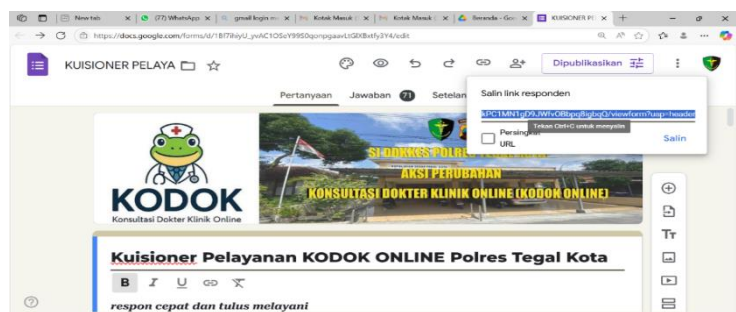 New tab
(77) WhatsApp
gmail login
Kotak Masuk
Kotak Masuk
Beranda - Goo
KUISIONER PE
https://docs.google.com/forms/d/
/edit
KUISIONER PELAYA
Dipublikasikan
Pertanyaan
Jawaban 71
Setelan
Salin link responden
kPC1MN1gD9JWfvOBbpqBigbqQ/viewform?usp=header
Tekan Ctrl+C untuk menyalin
Persingkat
URL
Salin
SI DOKKES POLRES
AKSI PERUBAHAN
KONSULTASI DOKTER KLINIK ONLINE (KODOK ONLINE)
KODOK
Konsultasi Dokter Klinik Online
Kuisioner Pelayanan KODOK ONLINE Polres Tegal Kota
B I U
respon cepat dan tulus melayani
Tт